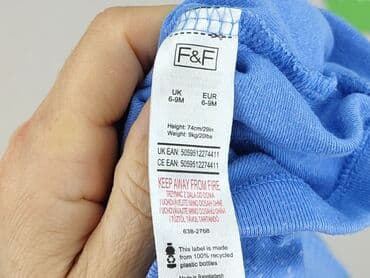 F&F
UK EUR
6-9M 6-9M
Height: 74cm/29in
Weight: 9kg/20lbs
UK EAN: 5059512274411
CE EAN: 5059512274411
KEEP AWAY FROM FIRE
638-2768
This label is made
from 100% recycled
plastic bottles
Made in Bangladesh